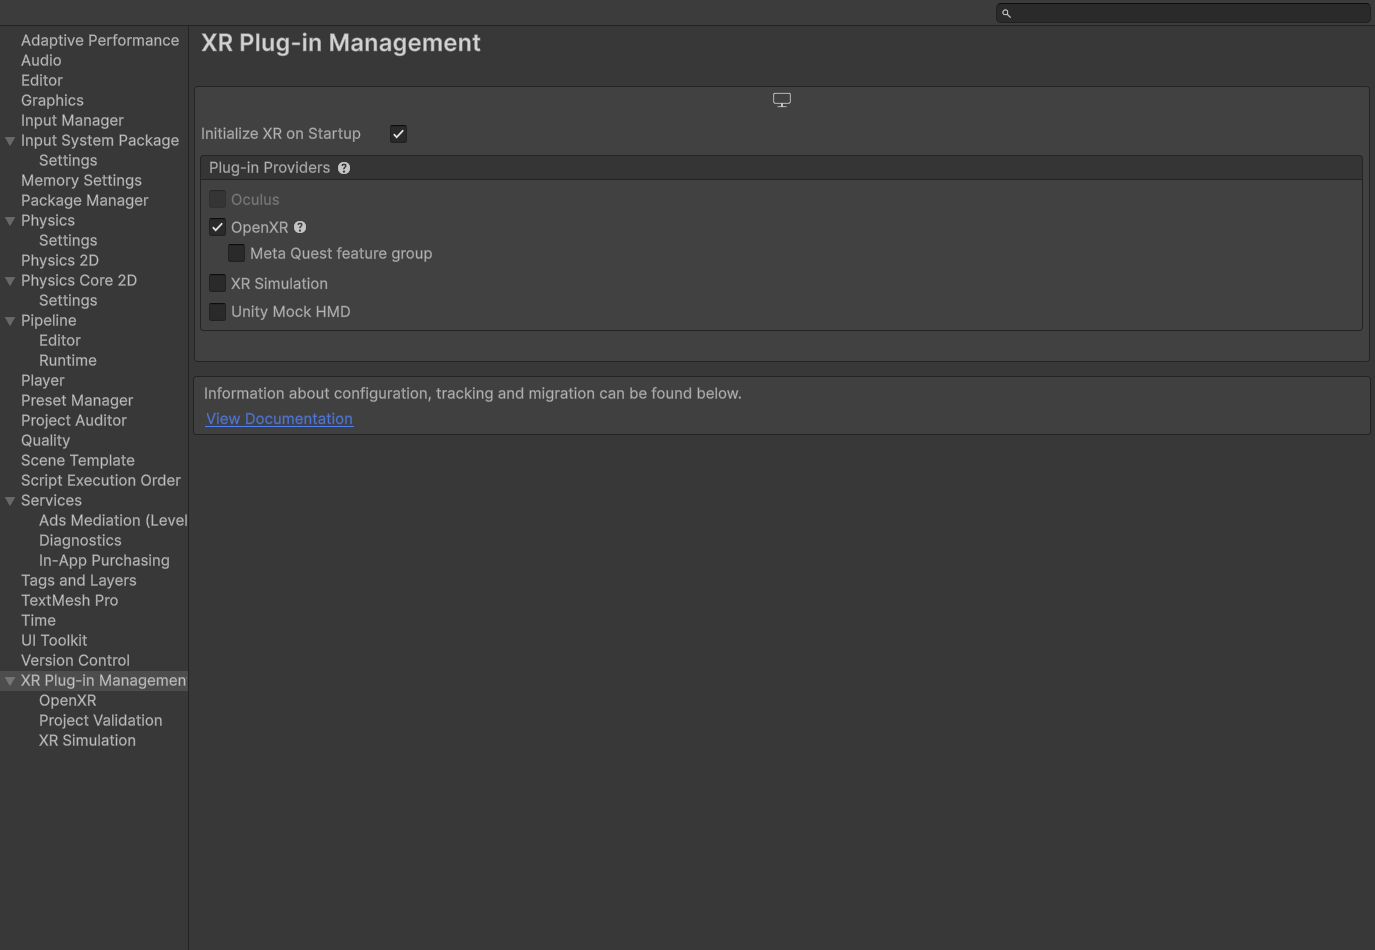 XR Plug-in Management
Adaptive Performance
Audio
Editor
Graphics
Input Manager
Input System Package
Settings
Memory Settings
Package Manager
Physics
Settings
Physics 2D
Physics Core 2D
Settings
Pipeline
Editor
Runtime
Player
Preset Manager
Project Auditor
Quality
Scene Template
Script Execution Order
Services
Ads Mediation (Level
Diagnostics
In-App Purchasing
Tags and Layers
TextMesh Pro
Time
UI Toolkit
Version Control
XR Plug-in Managemen
OpenXR
Project Validation
XR Simulation
Initialize XR on Startup
Plug-in Providers ?
Oculus
OpenXR ?
Meta Quest feature group
XR Simulation
Unity Mock HMD
Information about configuration, tracking and migration can be found below.
View Documentation